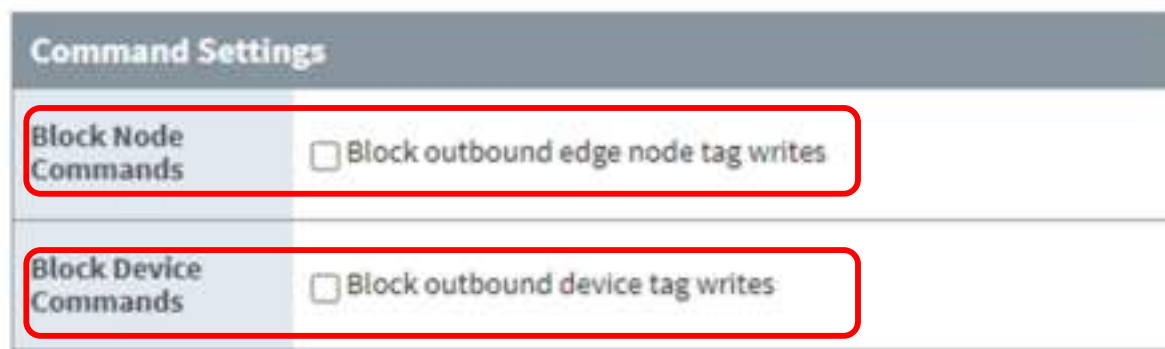 Command Settings
Block Node
Commands
Block outbound edge node tag writes
Block Device
Commands
Block outbound device tag writes